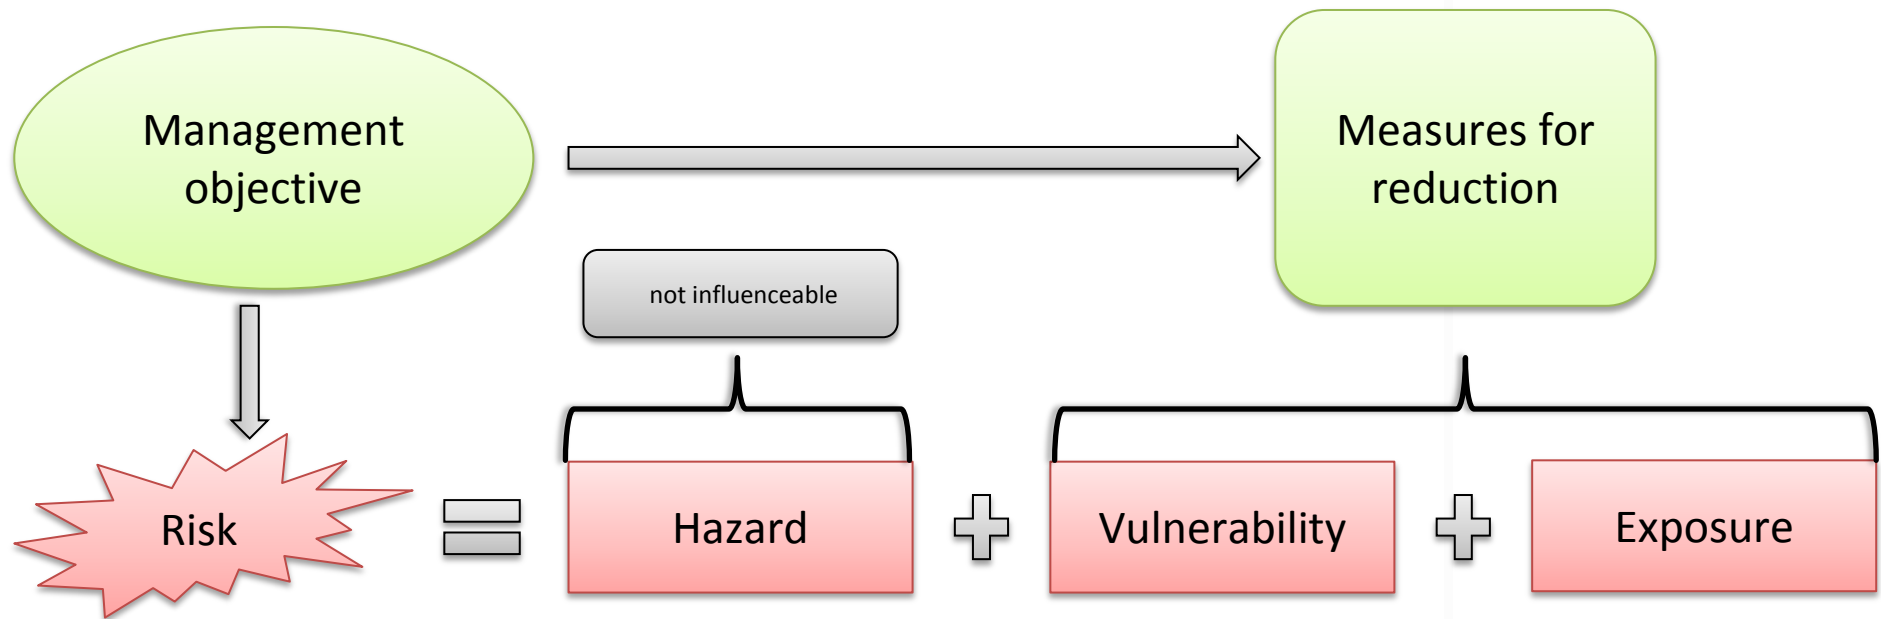 Management
objective
Measures for
reduction
not influenceable
Risk
Hazard
Vulnerability
Exposure